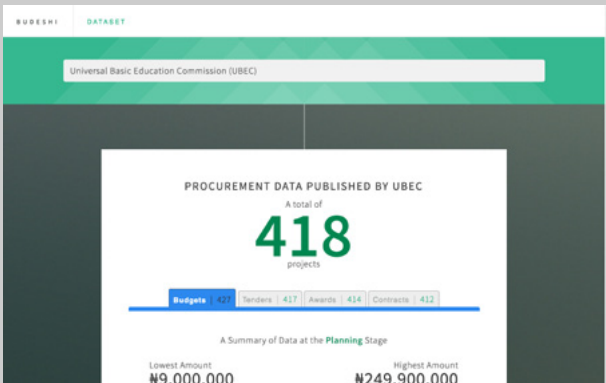 BUDESHI DATASET
Universal Basic Education Commission (UBEC)
PROCUREMENT DATA PUBLISHED BY UBEC
A total of
418
projects
Budgets | 427 Tenders | 417 Awards | 414 Contracts | 412
A Summary of Data at the Planning Stage
Lowest Amount Highest Amount
₦9,000,000 ₦249,900,000